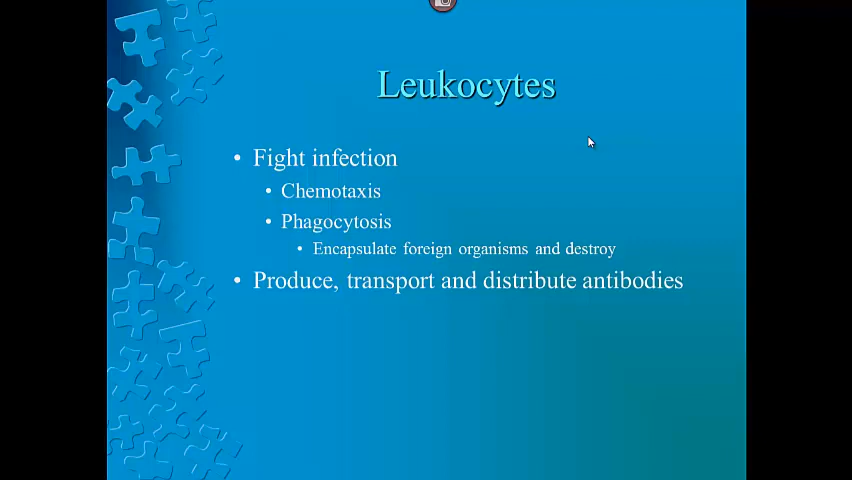 Leukocytes
• Fight infection
• Chemotaxis
• Phagocytosis
• Encapsulate foreign organisms and destroy
• Produce, transport and distribute antibodies